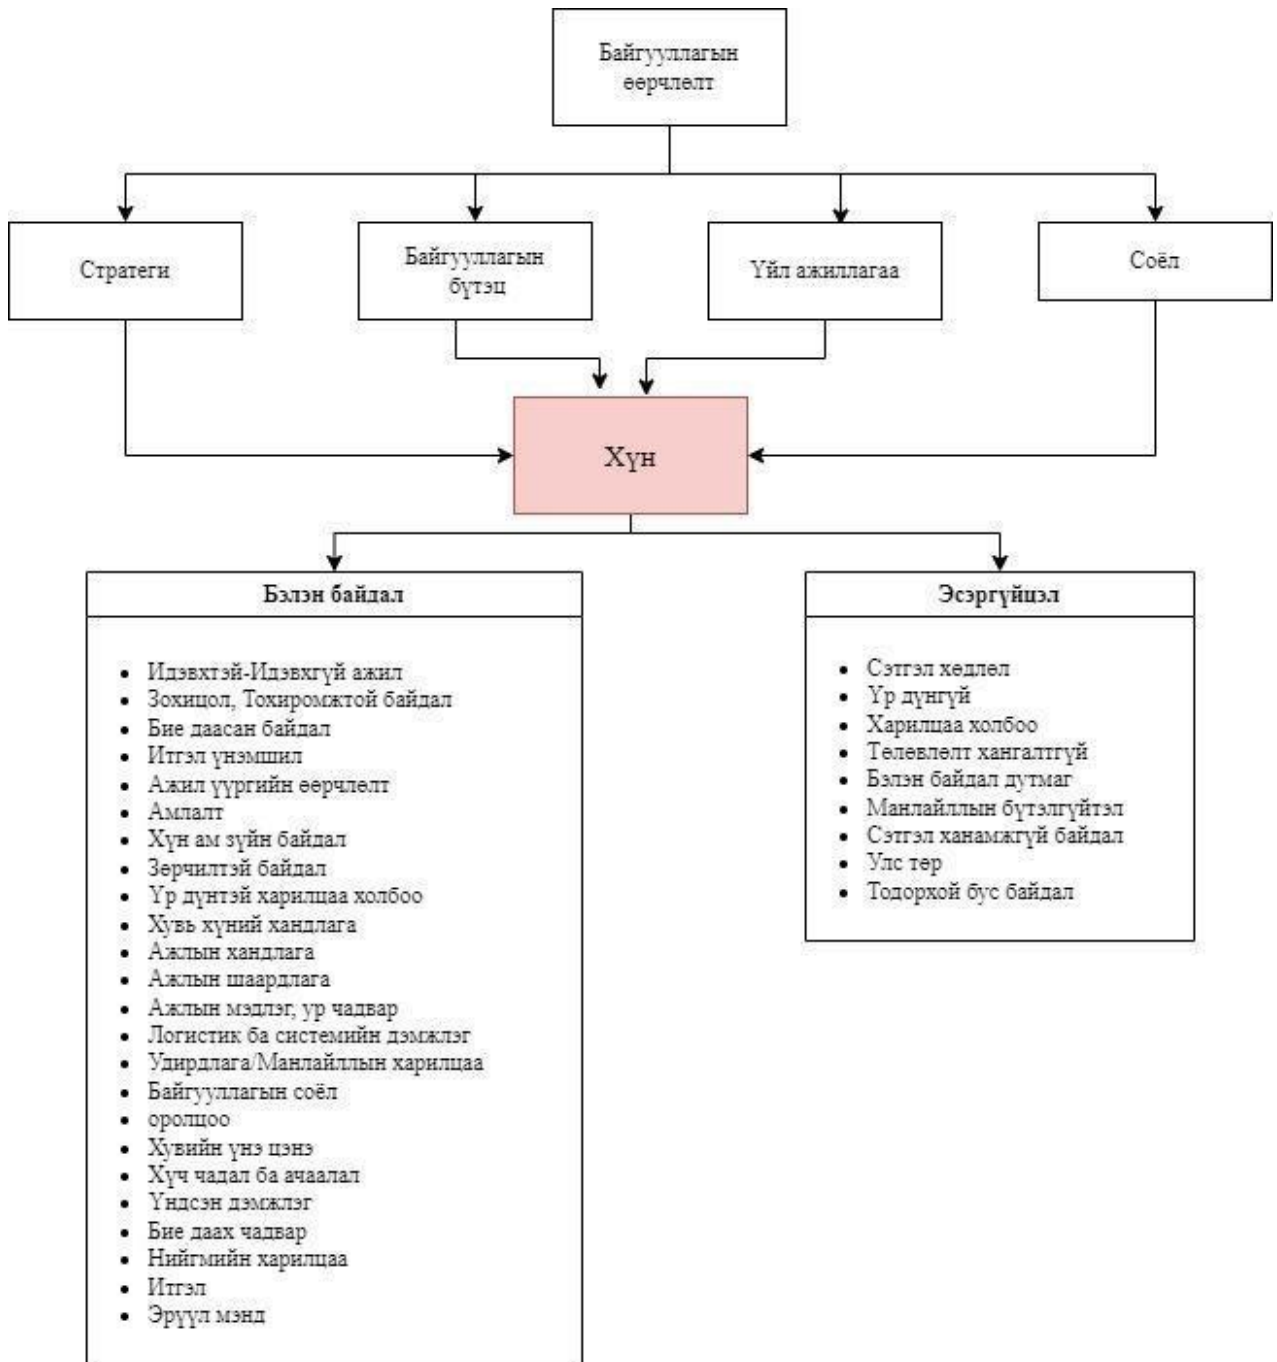 Байгууллагын
өөрчлөлт
Стратеги
Байгууллагын
бүтэц
Үйл ажиллагаа
Соёл
Хүн
Бэлэн байдал
Идэвхтэй-Идэвхгүй ажил
Зохицол, Тохиромжтой байдал
Бие даасан байдал
Итгэл үнэмшил
Ажил үүргийн өөрчлөлт
Амлалт
Хүн ам зүйн байдал
Зөрчилтэй байдал
Үр дүнтэй харилцаа холбоо
Хувь хүний хандлага
Ажлын хандлага
Ажлын шаардлага
Ажлын мэдлэг, ур чадвар
Логистик ба системийн дэмжлэг
Удирдлага/Манлайллын харилцаа
Байгууллагын соёл
оролцоо
Хувийн үнэ цэнэ
Хүч чадал ба ачаалал
Үндсэн дэмжлэг
Бие даах чадвар
Нийгмийн харилцаа
Итгэл
Эрүүл мэнд
Эсэргүйцэл
Сэтгэл хөдлөл
Үр дүнгүй
Харилцаа холбоо
Төлөвлөлт хангалтгүй
Бэлэн байдал дутмаг
Манлайллын бүтэлгүйтэл
Сэтгэл ханамжгүй байдал
Улс төр
Тодорхой бус байдал